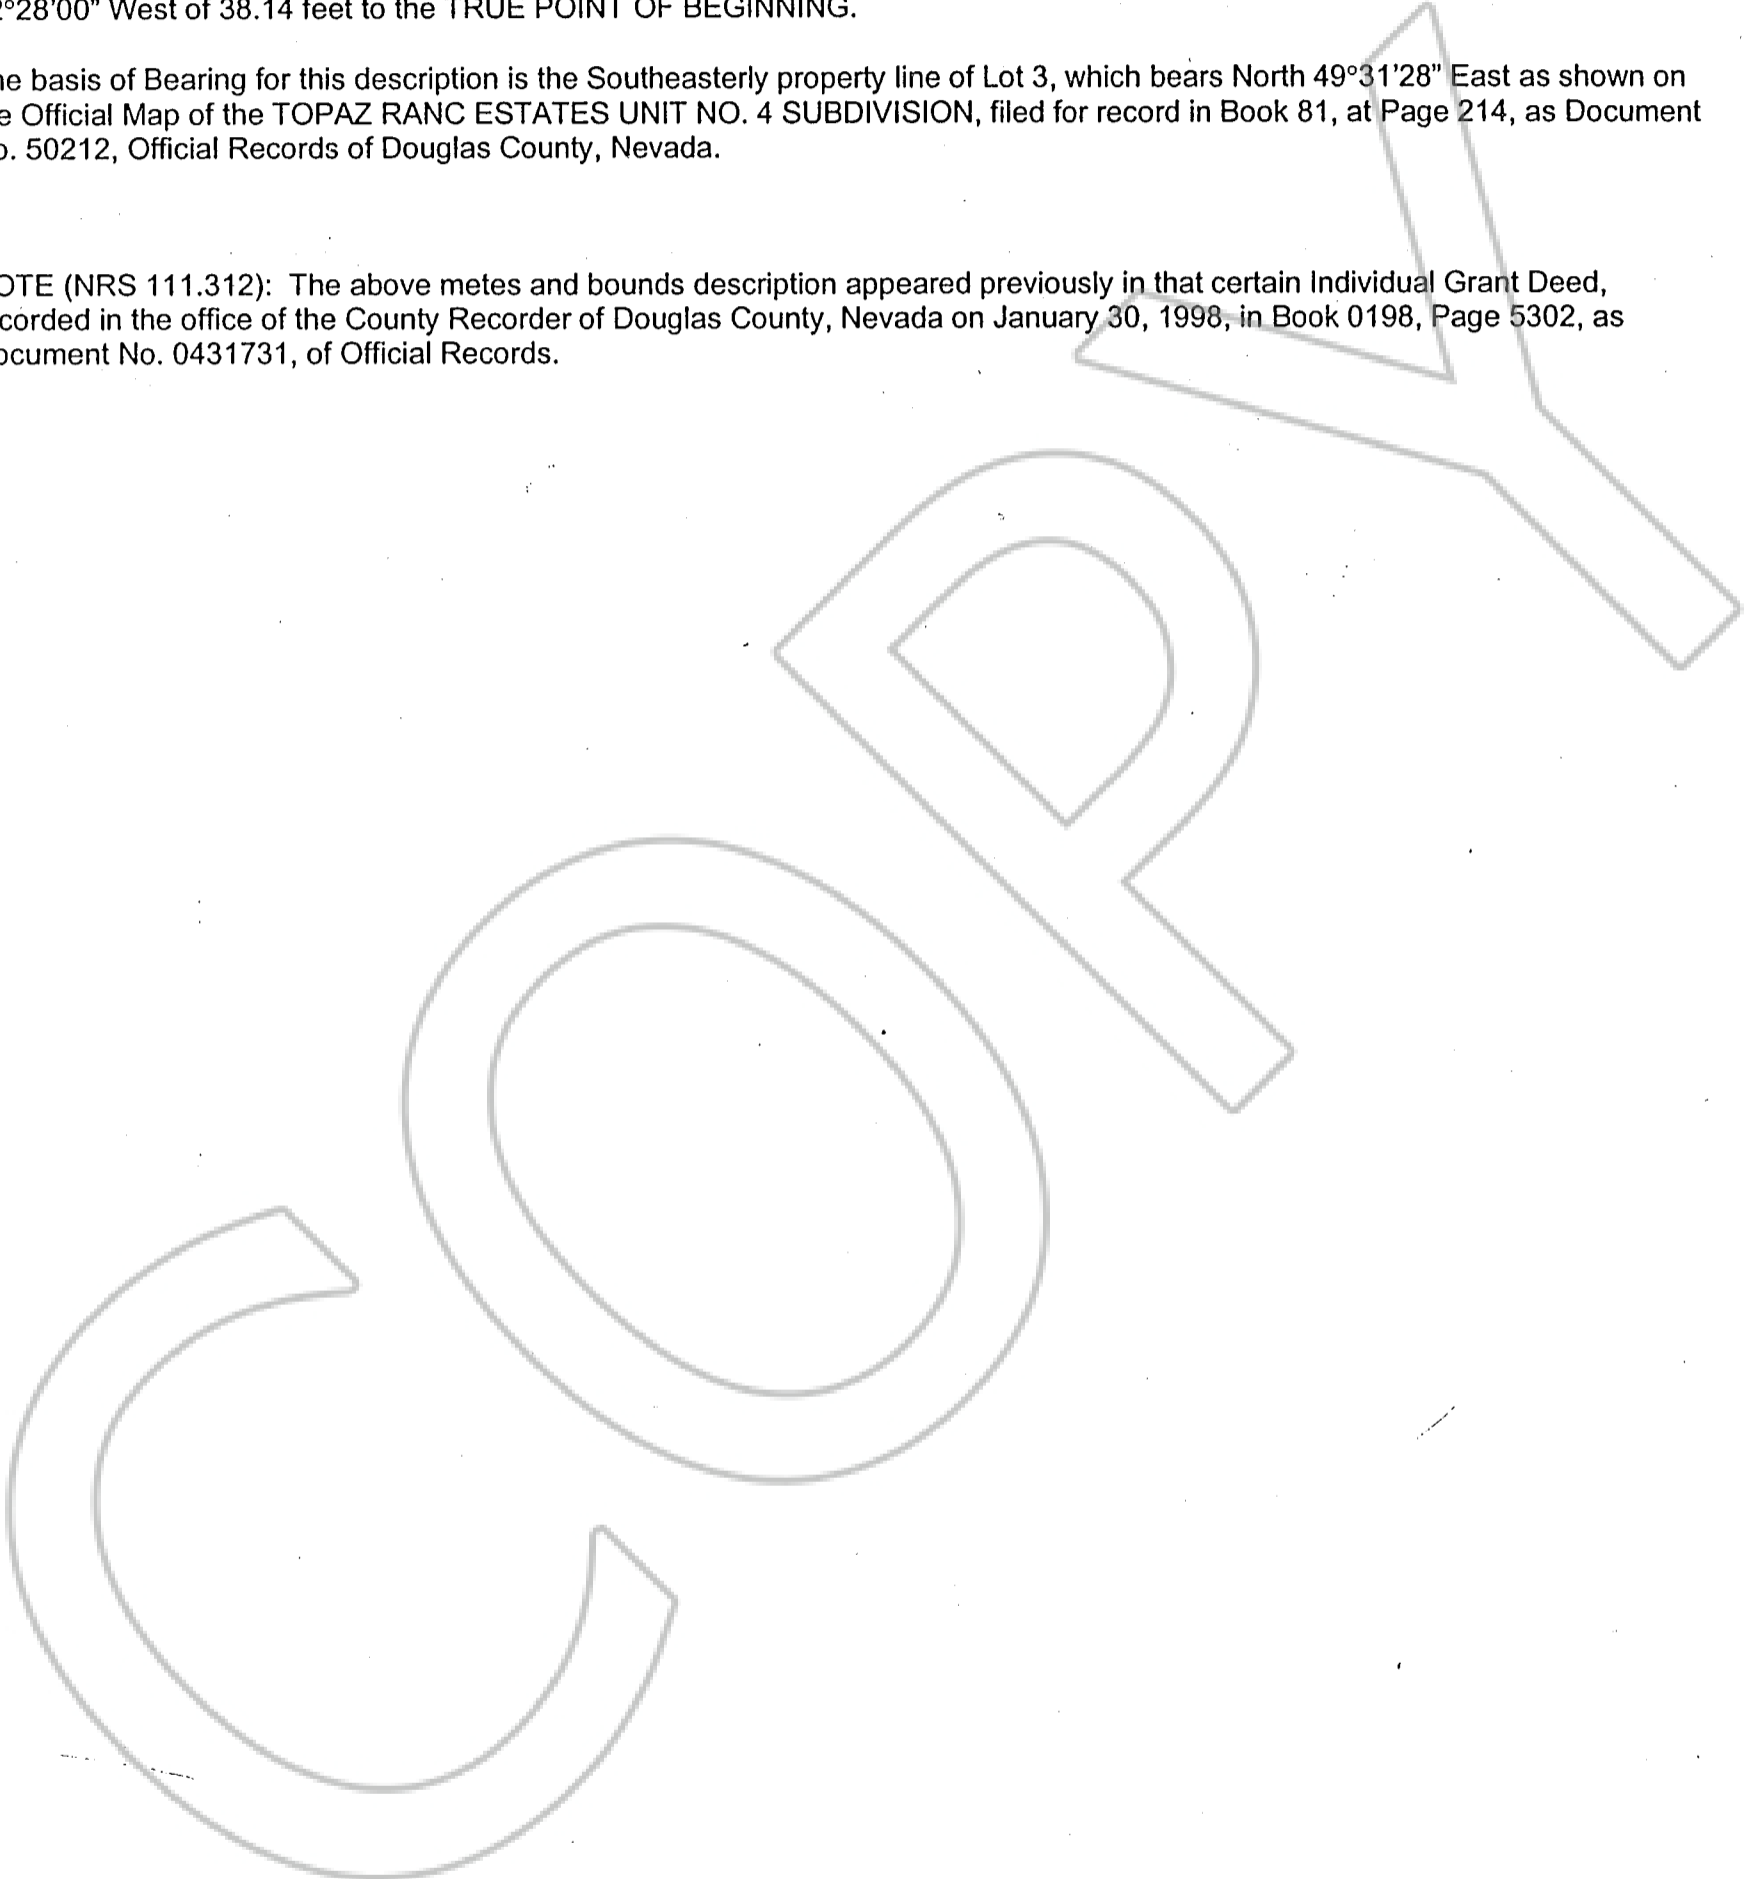 °28'00" West of 38.14 feet to the TRUE POINT OF BEGINNING.
he basis of Bearing for this description is the Southeasterly property line of Lot 3, which bears North 49°31'28" East as shown on
e Official Map of the TOPAZ RANC ESTATES UNIT NO. 4 SUBDIVISION, filed for record in Book 81, at Page 214, as Document
o. 50212, Official Records of Douglas County, Nevada.
OTE (NRS 111.312): The above metes and bounds description appeared previously in that certain Individual Grant Deed,
corded in the office of the County Recorder of Douglas County, Nevada on January 30, 1998, in Book 0198, Page 5302, as
ocument No. 0431731, of Official Records.
COPY